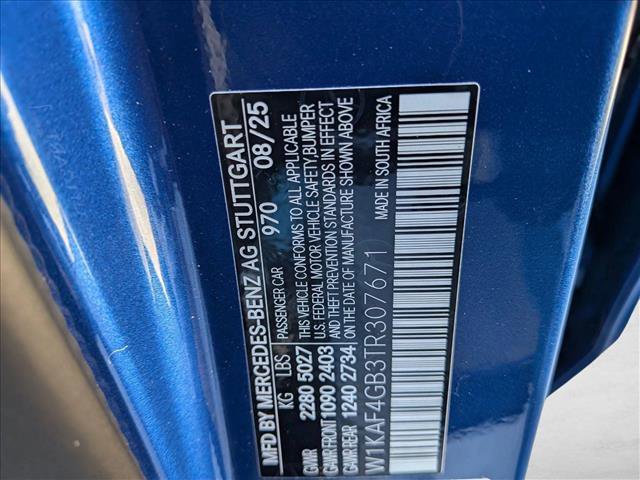 MFD BY MERCEDES-BENZ AG STUTTGART
970 08/25
KG LBS PASSENGER CAR
GVWR 2280 5027 THIS VEHICLE CONFORMS TO ALL APPLICABLE
U.S. FEDERAL MOTOR VEHICLE SAFETY,BUMPER
GAWR FRONT 1090 2403 AND THEFT PREVENTION STANDARDS IN EFFECT
GAWR REAR 1240 2734 ON THE DATE OF MANUFACTURE SHOWN ABOVE
W1KAF4GB3TR307671
MADE IN SOUTH AFRICA